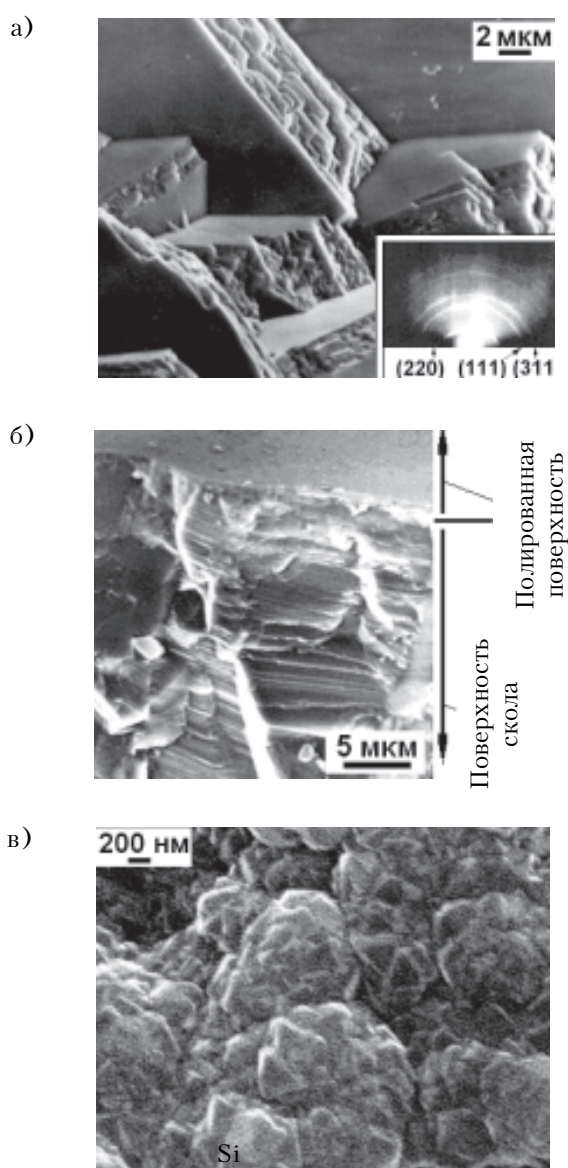 а)
2 мкм
(220) (111) (311
б)
Полированная
поверхность
Поверхность
скола
5 мкм
в)
200 нм
Si